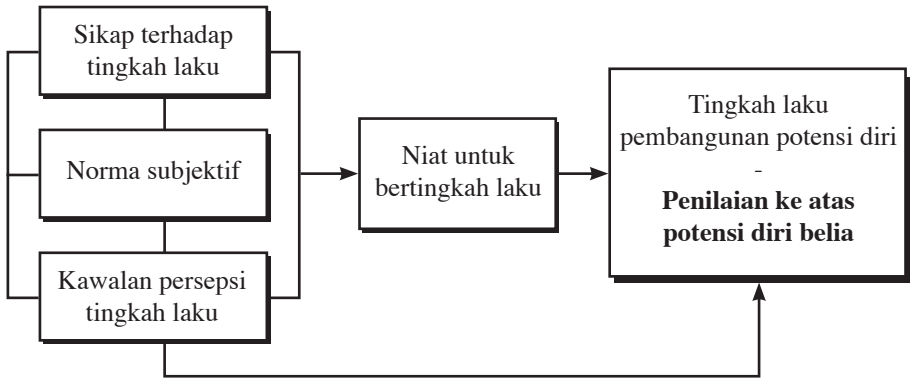 Sikap terhadap
tingkah laku
Norma subjektif
Kawalan persepsi
tingkah laku
Niat untuk
bertingkah laku
Tingkah laku
pembangunan potensi diri
-
Penilaian ke atas
potensi diri belia